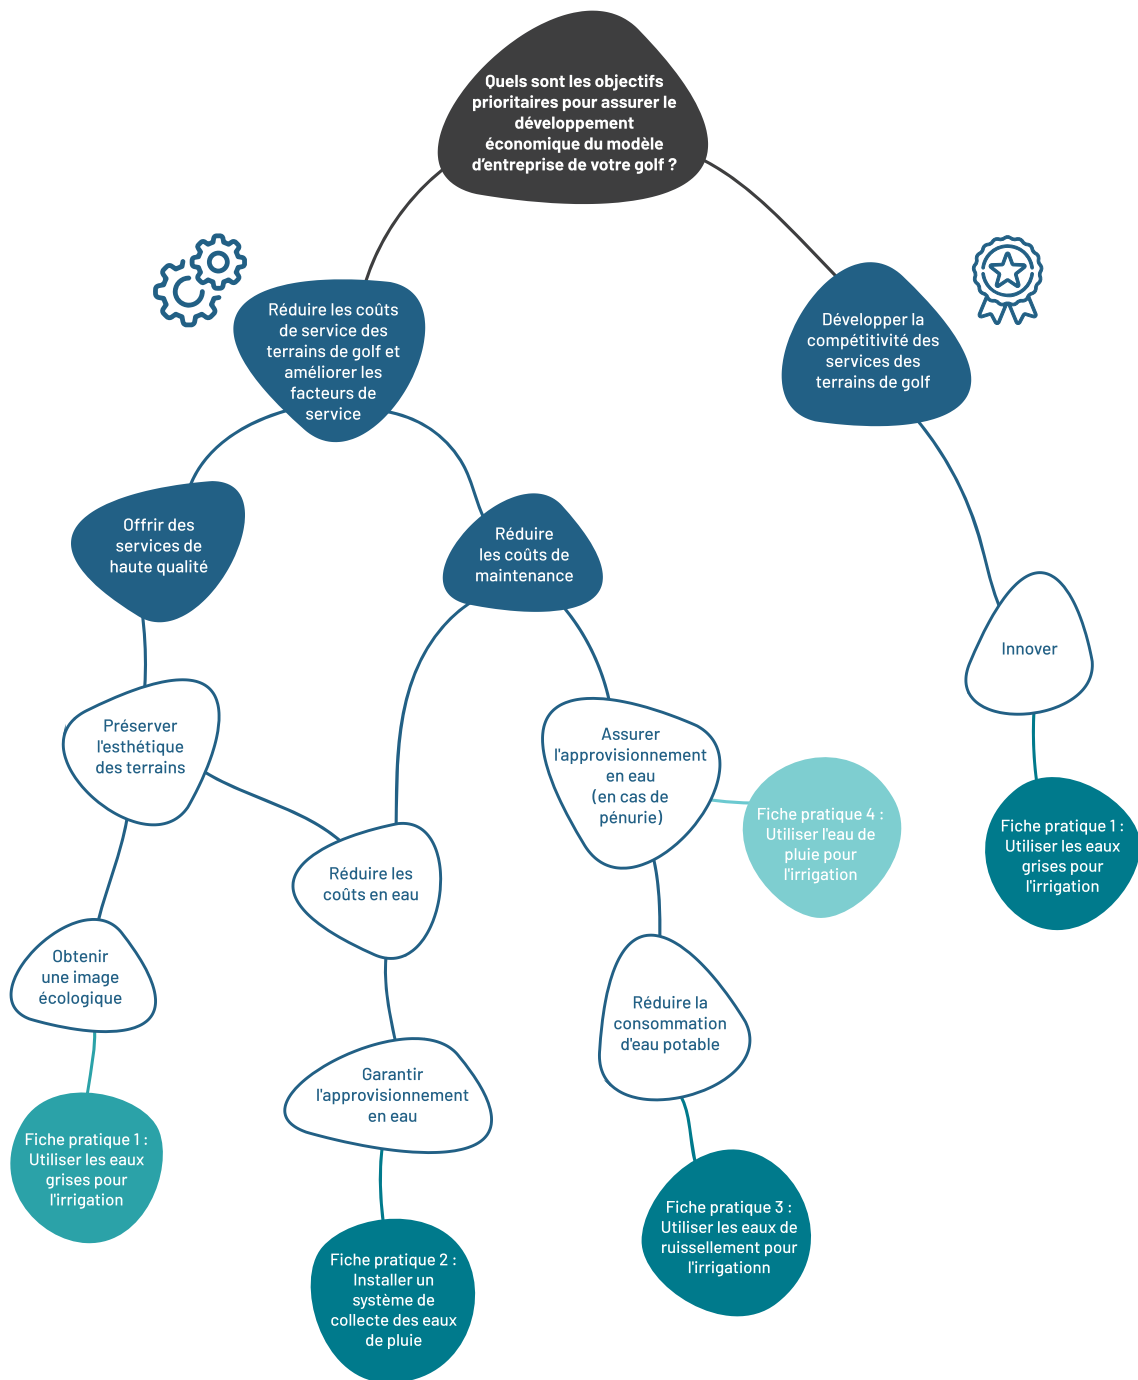 Quels sont les objectifs
prioritaires pour assurer le
développement
économique du modèle
d'entreprise de votre golf ?
Réduire les coûts
de service des
terrains de golf et
améliorer les
facteurs de
service
Développer la
compétitivité des
services des
terrains de golf
Offrir des
services de
haute qualité
Réduire
les coûts de
maintenance
Innover
Préserver
l'esthétique
des terrains
Assurer
l'approvisionnement
en eau
(en cas de
pénurie)
Fiche pratique 4 :
Utiliser l'eau de
pluie pour
l'irrigation
Fiche pratique 1 :
Utiliser les eaux
grises pour
l'irrigation
Réduire les
coûts en eau
Obtenir
une image
écologique
Réduire la
consommation
d'eau potable
Garantir
l'approvisionnement
en eau
Fiche pratique 1 :
Utiliser les eaux
grises pour
l'irrigation
Fiche pratique 3 :
Utiliser les eaux de
ruissellement pour
l'irrigationn
Fiche pratique 2 :
Installer un
système de
collecte des eaux
de pluie